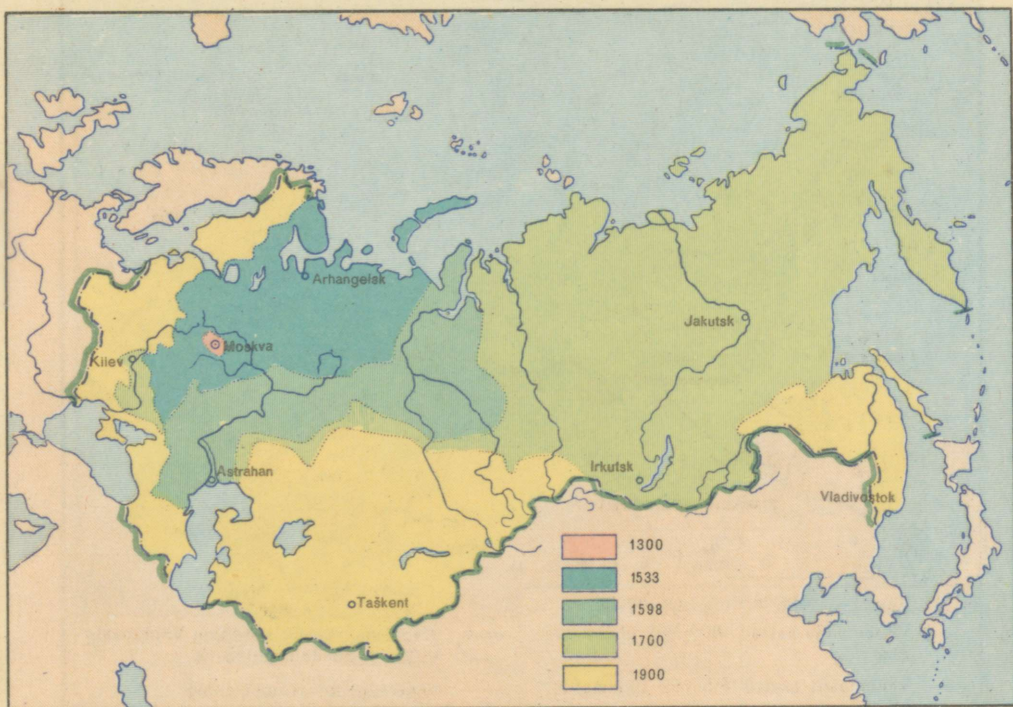 Arhangelsk
Jakutsk
Moskva
Kiiev
Astrahan
Irkutsk
Vladivostok
Taškent
1300
1533
1598
1700
1900